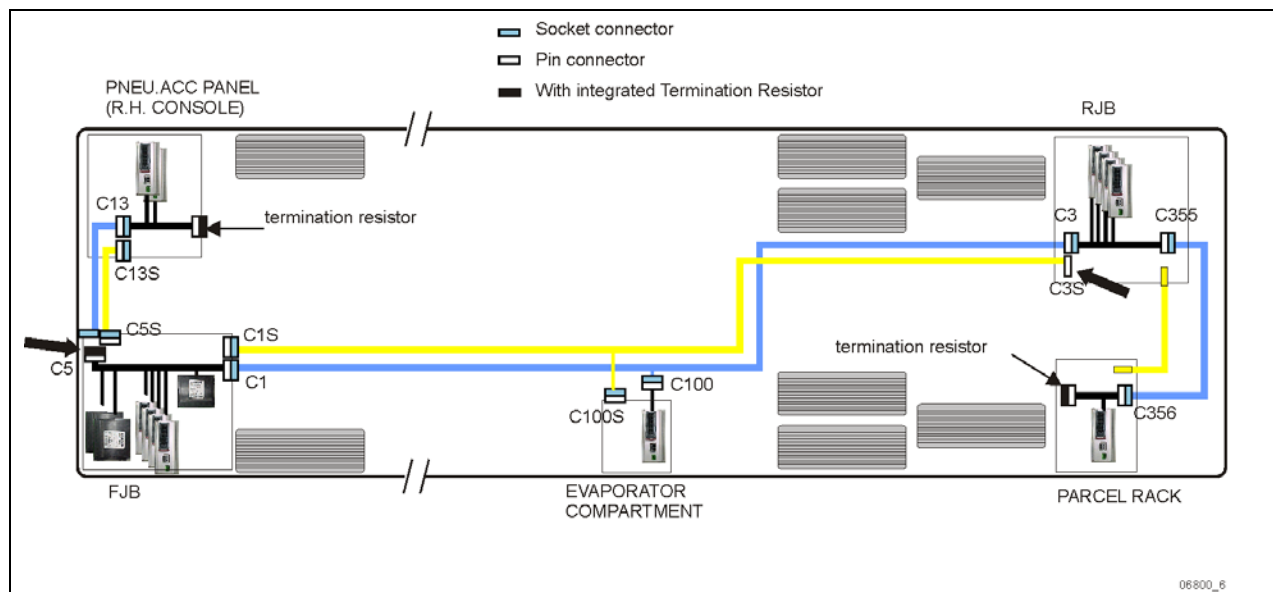 Socket connector
Pin connector
With integrated Termination Resistor
PNEU.ACC PANEL
(R.H. CONSOLE)
RJB
C13
termination resistor
C3
C355
C13S
C3S
C5S
C1S
C5
C1
termination resistor
C100
C100S
C356
FJB
EVAPORATOR
COMPARTMENT
PARCEL RACK
06800_6